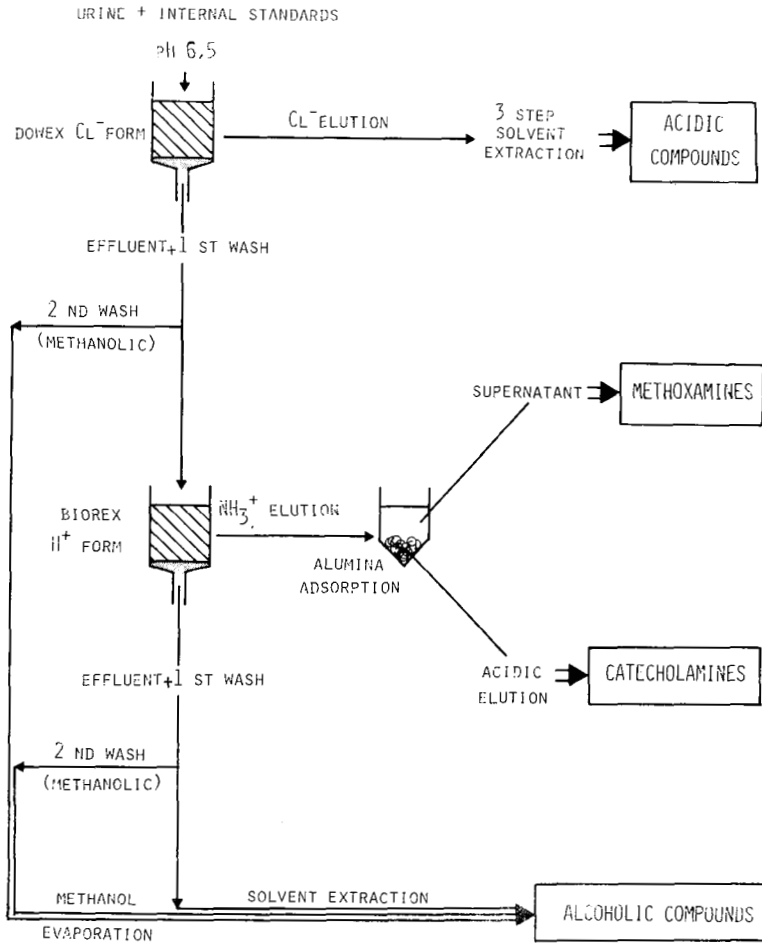 URINE + INTERNAL STANDARDS
pH 6,5
DOWEX CL⁻ FORM
CL⁻ ELUTION
3 STEP
SOLVENT
EXTRACTION
ACIDIC
COMPOUNDS
EFFLUENT+1 ST WASH
2 ND WASH
(METHANOLIC)
SUPERNATANT
METHOXAMINES
BIOREX
H⁺ FORM
NH₃⁺ ELUTION
ALUMINA
ADSORPTION
EFFLUENT+1 ST WASH
ACIDIC
ELUTION
CATECHOLAMINES
2 ND WASH
(METHANOLIC)
METHANOL
EVAPORATION
SOLVENT EXTRACTION
ALCOHOLIC COMPOUNDS